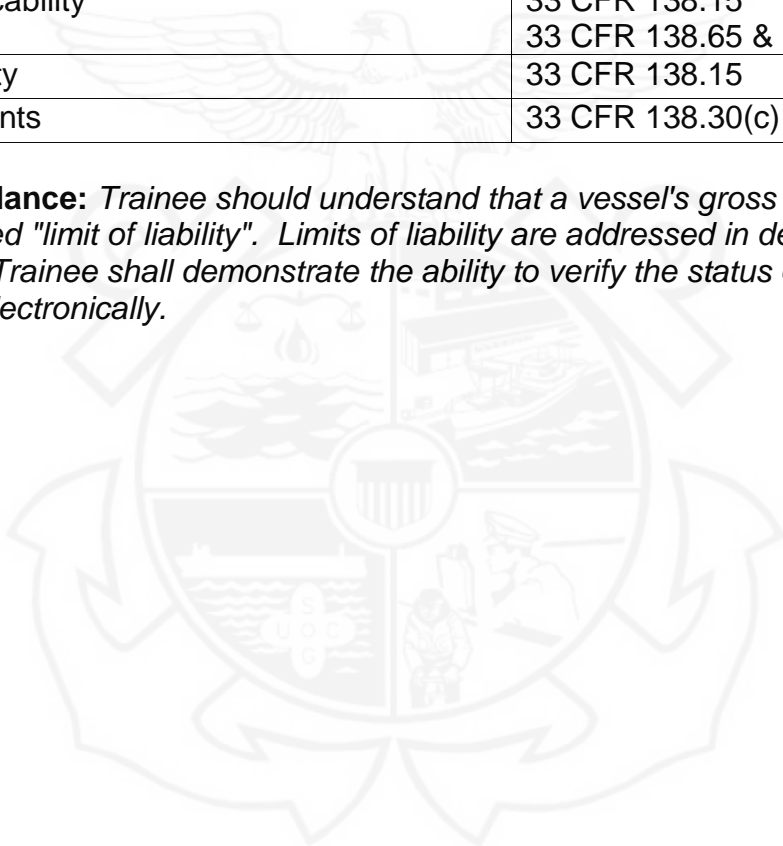 33 CFR 138.15
33 CFR 138.65 &
33 CFR 138.15
nts 33 CFR 138.30(c)
lance: Trainee should understand that a vessel's gross
ed "limit of liability". Limits of liability are addressed in de
Trainee shall demonstrate the ability to verify the status
lectronically.